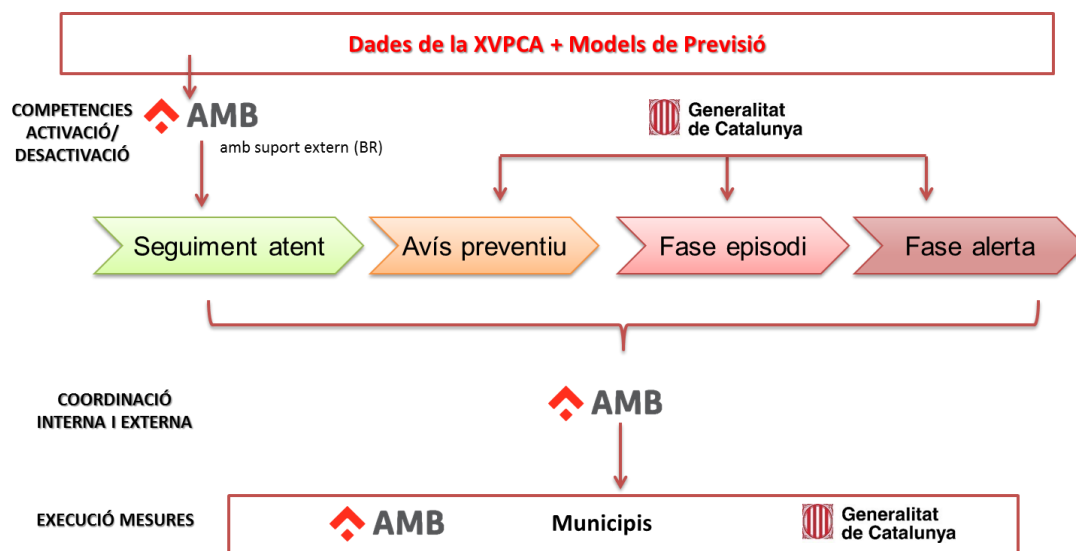 Dades de la XVPCA + Models de Previsió
COMPETENCIES
ACTIVACIÓ/
DESACTIVACIÓ
AMB
amb suport extern (BR)
Generalitat
de Catalunya
Seguiment atent
Avís preventiu
Fase episodi
Fase alerta
COORDINACIÓ
INTERNA I EXTERNA
AMB
EXECUCIÓ MESURES
AMB
Municipis
Generalitat
de Catalunya